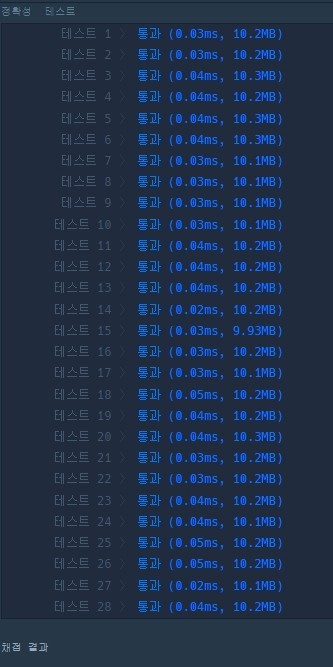 정확성  테스트
테스트 1 〉 통과 (0.03ms, 10.2MB)
테스트 2 〉 통과 (0.03ms, 10.2MB)
테스트 3 〉 통과 (0.04ms, 10.3MB)
테스트 4 〉 통과 (0.04ms, 10.2MB)
테스트 5 〉 통과 (0.04ms, 10.3MB)
테스트 6 〉 통과 (0.04ms, 10.3MB)
테스트 7 〉 통과 (0.03ms, 10.1MB)
테스트 8 〉 통과 (0.03ms, 10.1MB)
테스트 9 〉 통과 (0.03ms, 10.1MB)
테스트 10 〉 통과 (0.03ms, 10.1MB)
테스트 11 〉 통과 (0.04ms, 10.2MB)
테스트 12 〉 통과 (0.04ms, 10.2MB)
테스트 13 〉 통과 (0.04ms, 10.2MB)
테스트 14 〉 통과 (0.02ms, 10.2MB)
테스트 15 〉 통과 (0.03ms, 9.93MB)
테스트 16 〉 통과 (0.03ms, 10.2MB)
테스트 17 〉 통과 (0.03ms, 10.1MB)
테스트 18 〉 통과 (0.05ms, 10.2MB)
테스트 19 〉 통과 (0.04ms, 10.2MB)
테스트 20 〉 통과 (0.04ms, 10.3MB)
테스트 21 〉 통과 (0.03ms, 10.2MB)
테스트 22 〉 통과 (0.03ms, 10.2MB)
테스트 23 〉 통과 (0.04ms, 10.2MB)
테스트 24 〉 통과 (0.04ms, 10.1MB)
테스트 25 〉 통과 (0.05ms, 10.2MB)
테스트 26 〉 통과 (0.05ms, 10.2MB)
테스트 27 〉 통과 (0.02ms, 10.1MB)
테스트 28 〉 통과 (0.04ms, 10.2MB)
채점 결과